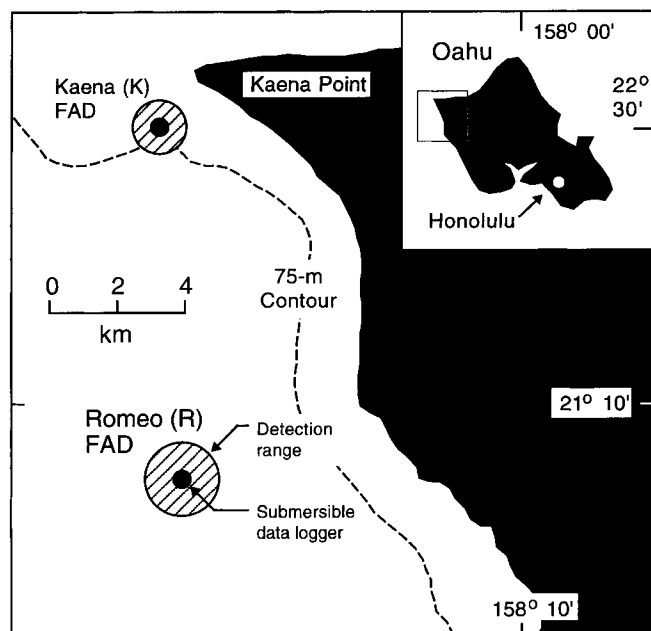 Kaena (K)
FAD
Kaena Point
158° 00'
Oahu
22°
30'
Honolulu
0 2 4
km
75-m
Contour
21° 10'
Romeo (R)
FAD
Detection
range
Submersible
data logger
158° 10'